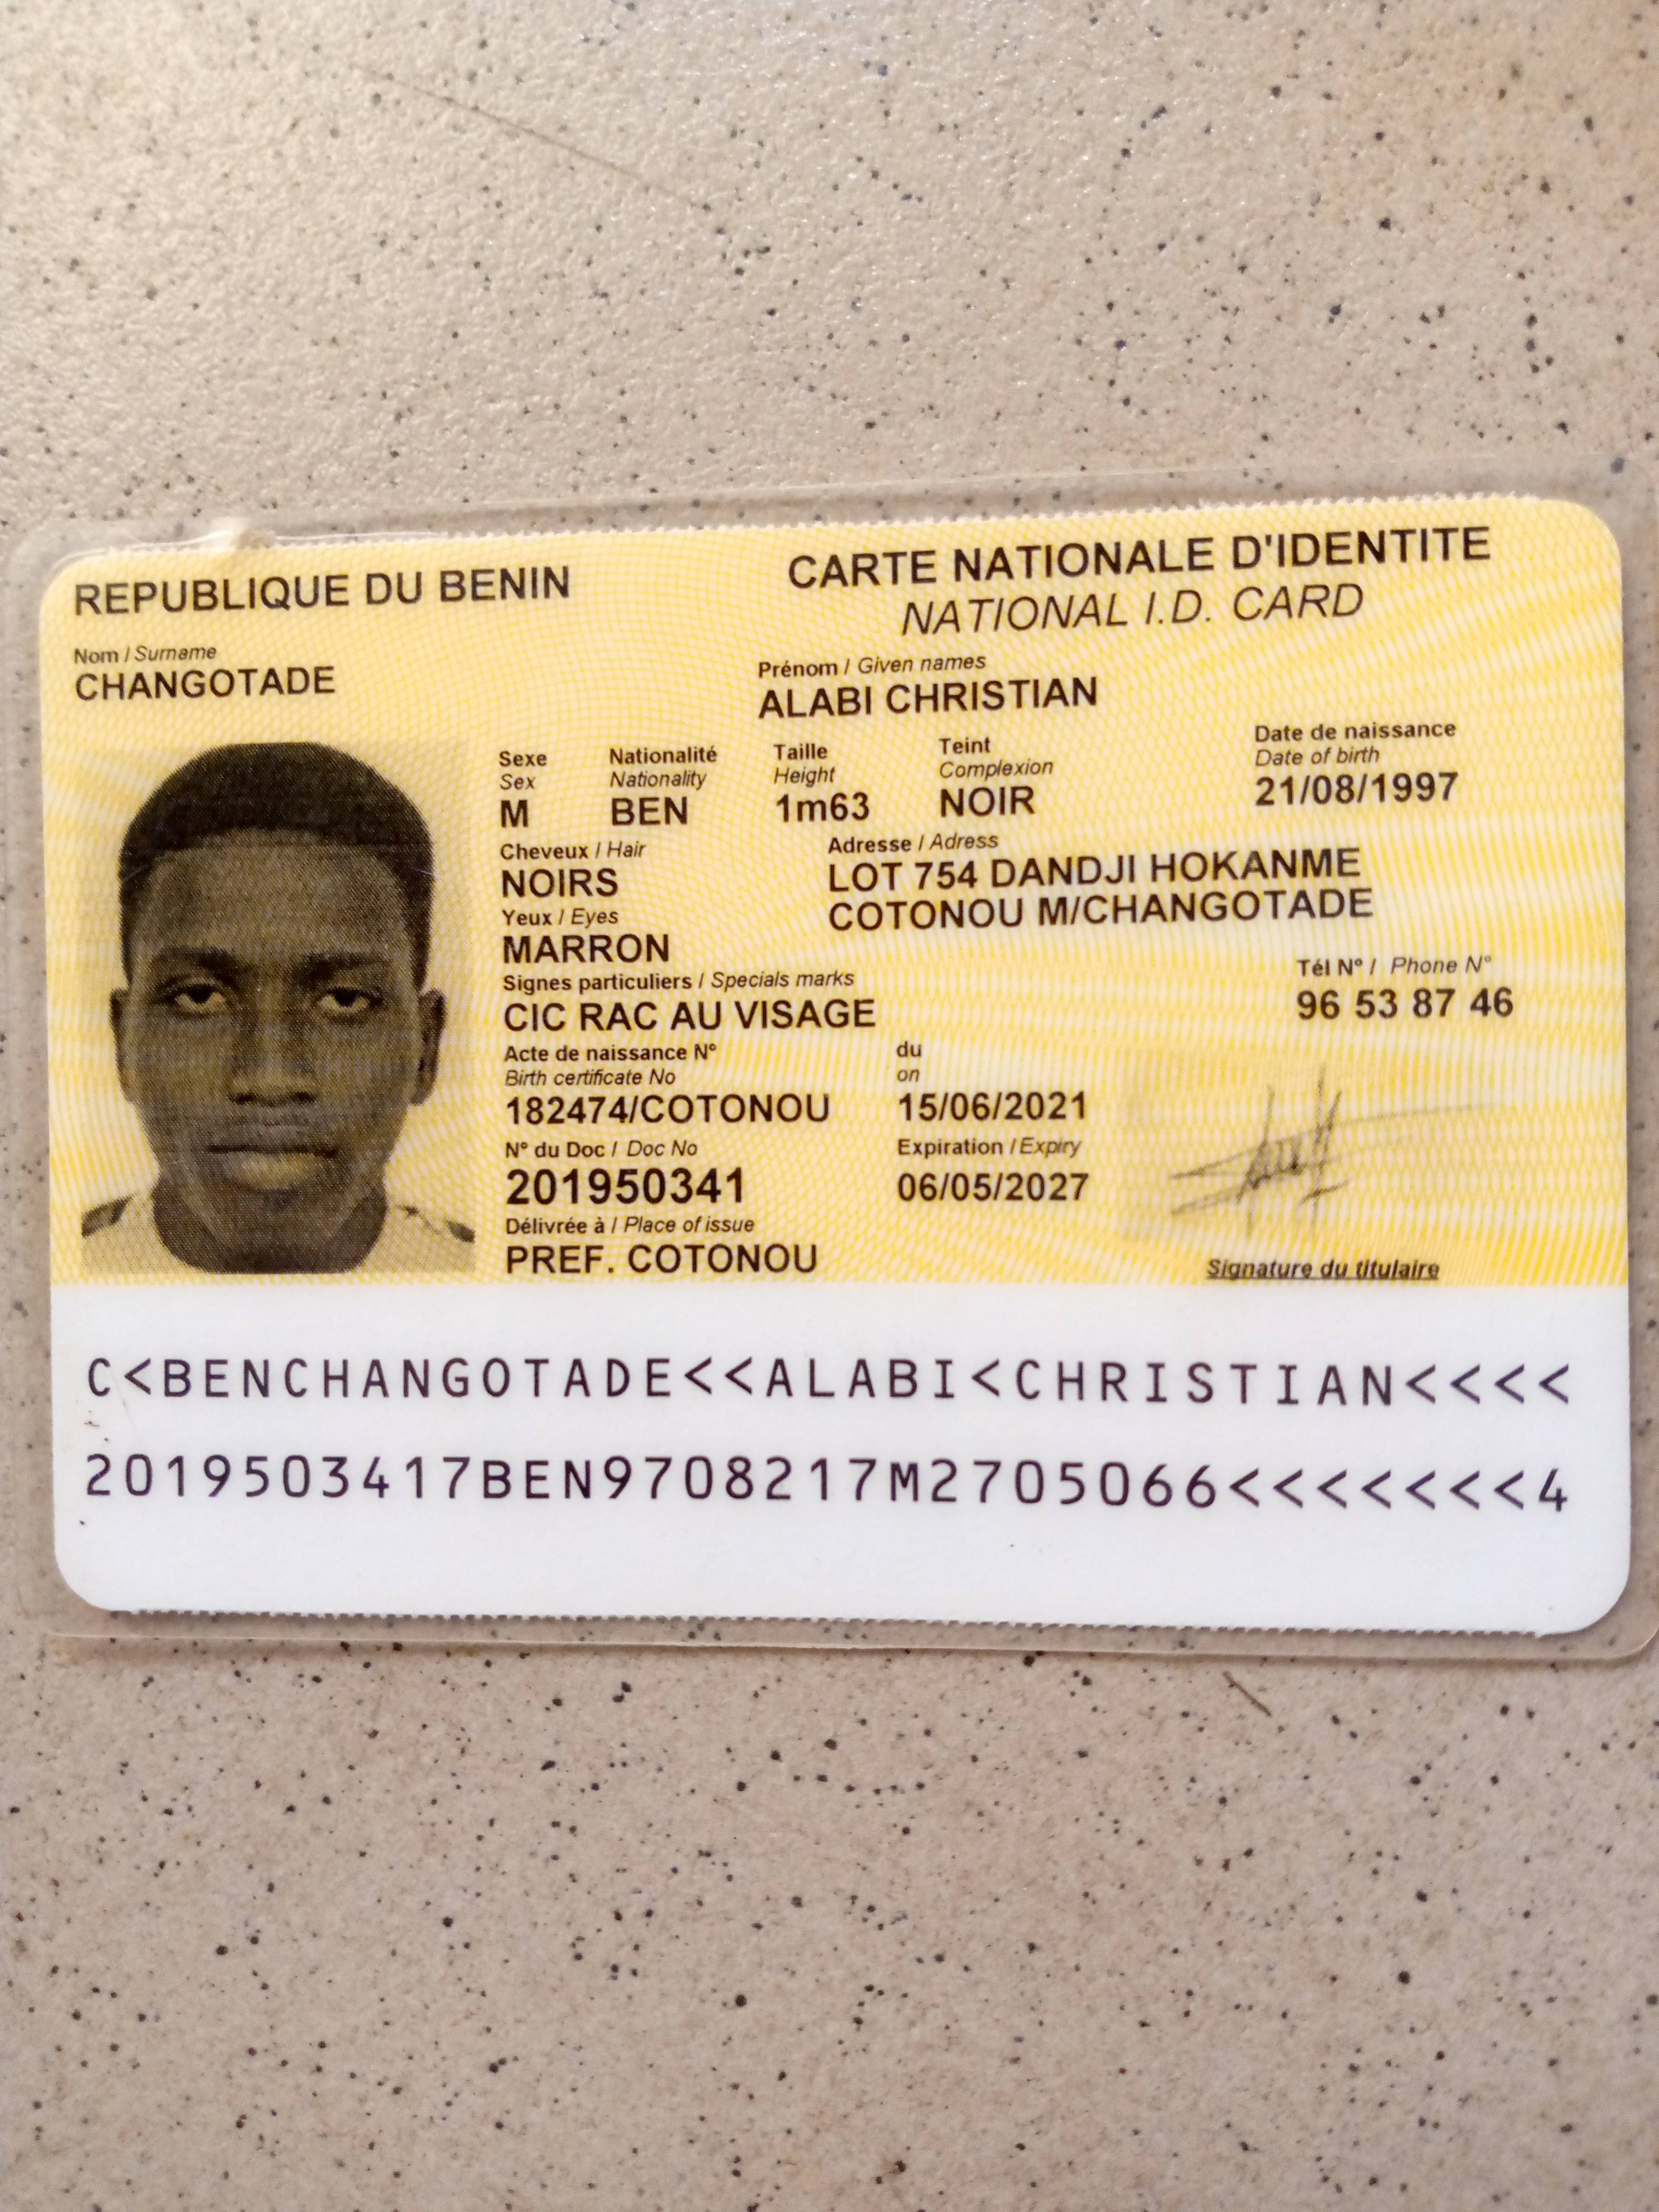 REPUBLIQUE DU BENIN
CARTE NATIONALE D'IDENTITE
NATIONAL I.D. CARD
Nom / Surname
CHANGOTADE
Prénom / Given names
ALABI CHRISTIAN
Sexe Nationalité Taille Teint Date de naissance
Sex Nationality Height Complexion Date of birth
M BEN 1m63 NOIR 21/08/1997
Cheveux / Hair Adresse / Adress
NOIRS LOT 754 DANDJI HOKANME
COTONOU M/CHANGOTADE
Yeux / Eyes
MARRON
Signes particuliers / Specials marks Tél N° / Phone N°
CIC RAC AU VISAGE 96 53 87 46
Acte de naissance N° du
Birth certificate No on
182474/COTONOU 15/06/2021
N° du Doc / Doc No Expiration / Expiry
201950341 06/05/2027
Délivrée à / Place of issue
PREF. COTONOU
Signature du titulaire
C<BENCHANGOTADE<<ALABI<CHRISTIAN<<<<
2019503417BEN9708217M2705066<<<<<<<4